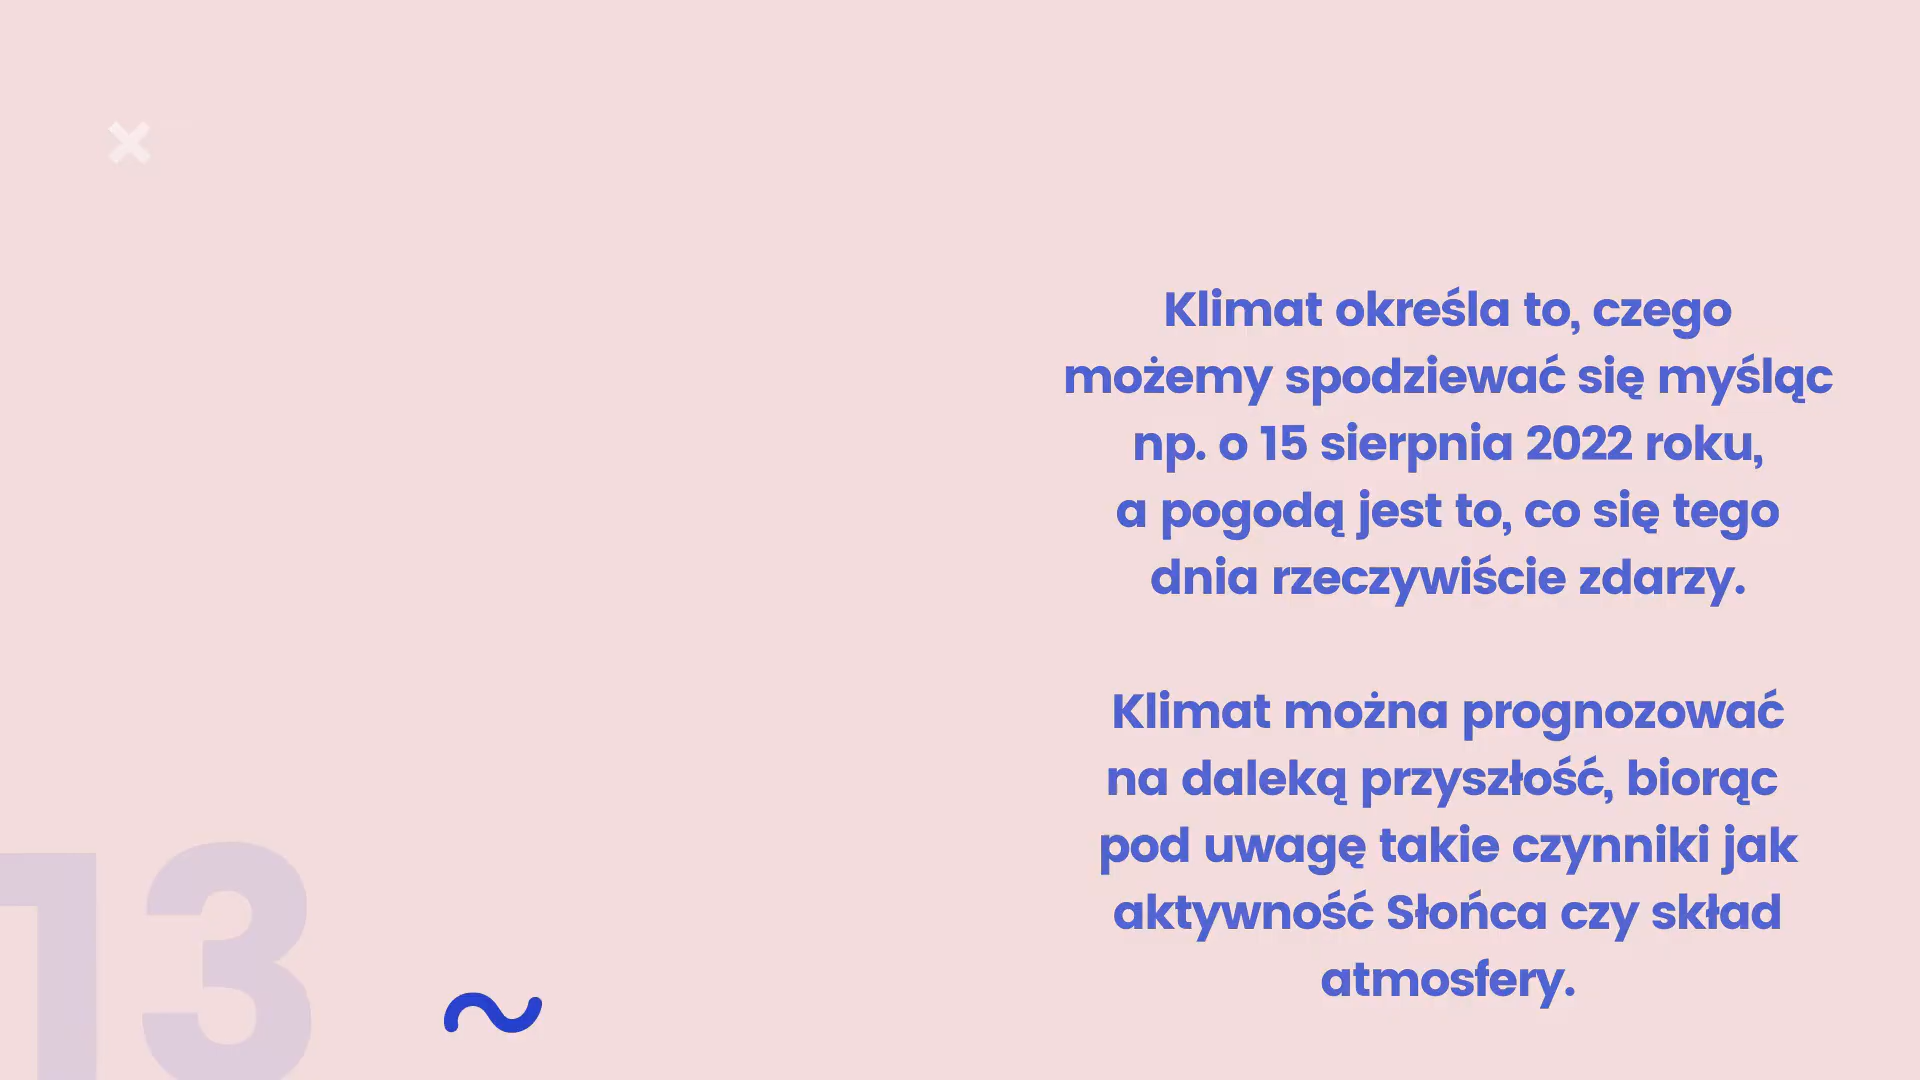 Klimat określa to, czego
możemy spodziewać się myśląc
np. o 15 sierpnia 2022 roku,
a pogodą jest to, co się tego
dnia rzeczywiście zdarzy.
Klimat można prognozować
na daleką przyszłość, biorąc
pod uwagę takie czynniki jak
aktywność Słońca czy skład
atmosfery.
13